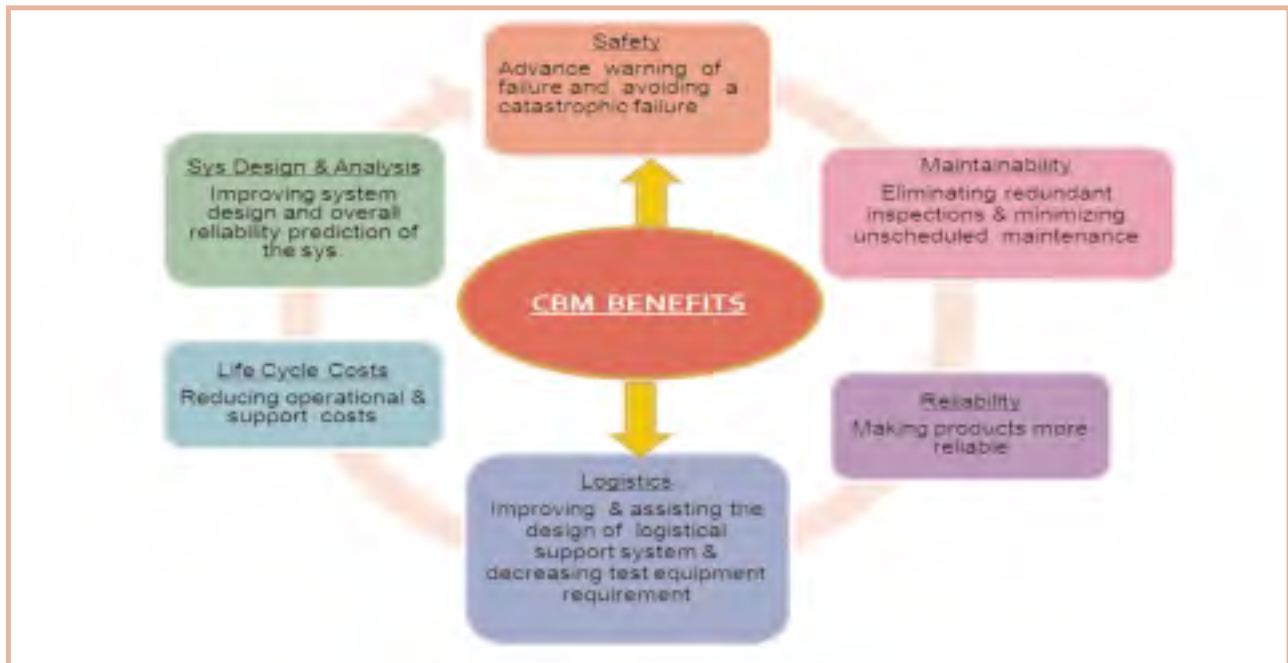 Safety
Advance warning of
failure and avoiding a
catastrophic failure
Maintainability
Eliminating redundant
inspections & minimizing
unscheduled maintenance
Reliability
Making products more
reliable
Logistics
Improving & assisting the
design of logistical
support system &
decreasing test equipment
requirement
Life Cycle Costs
Reducing operational &
support costs
Sys Design & Analysis
Improving system
design and overall
reliability prediction of
the sys.
CBM BENEFITS